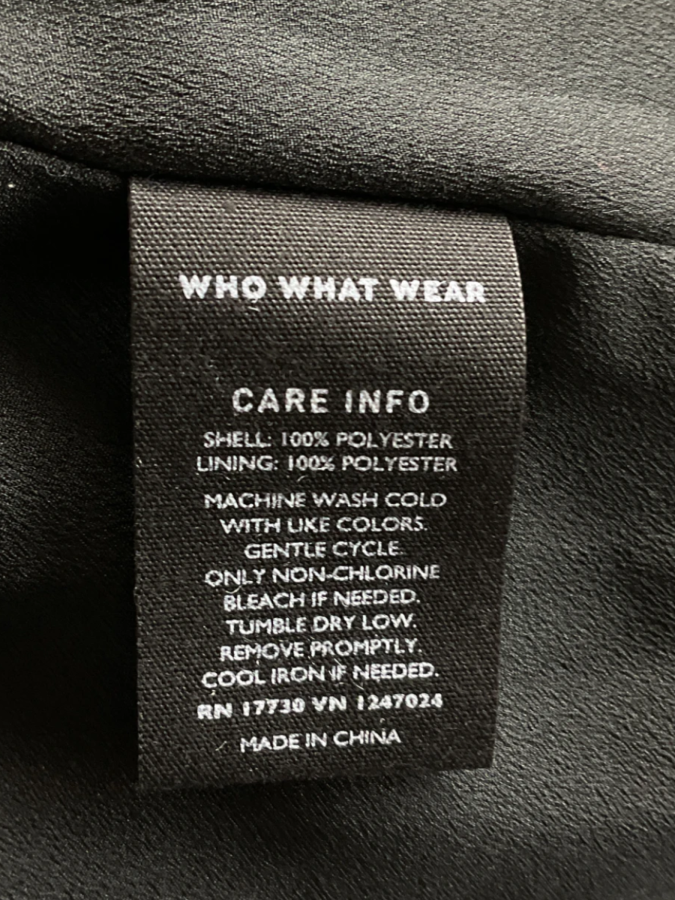 WHO WHAT WEAR
CARE INFO
SHELL: 100% POLYESTER
LINING: 100% POLYESTER
MACHINE WASH COLD
WITH LIKE COLORS.
GENTLE CYCLE.
ONLY NON-CHLORINE
BLEACH IF NEEDED.
TUMBLE DRY LOW.
REMOVE PROMPTLY.
COOL IRON IF NEEDED.
RN 17730 VN 1247024
MADE IN CHINA